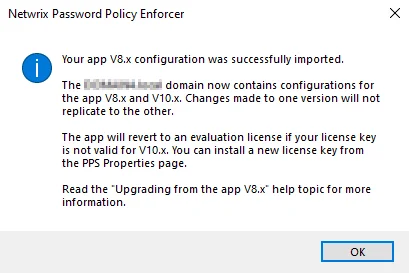 Netwrix Password Policy Enforcer
Your app V8.x configuration was successfully imported.
The domain now contains configurations for
the app V8.x and V10.x. Changes made to one version will not
replicate to the other.
The app will revert to an evaluation license if your license key
is not valid for V10.x. You can install a new license key from
the PPS Properties page.
Read the "Upgrading from the app V8.x" help topic for more
information.
OK